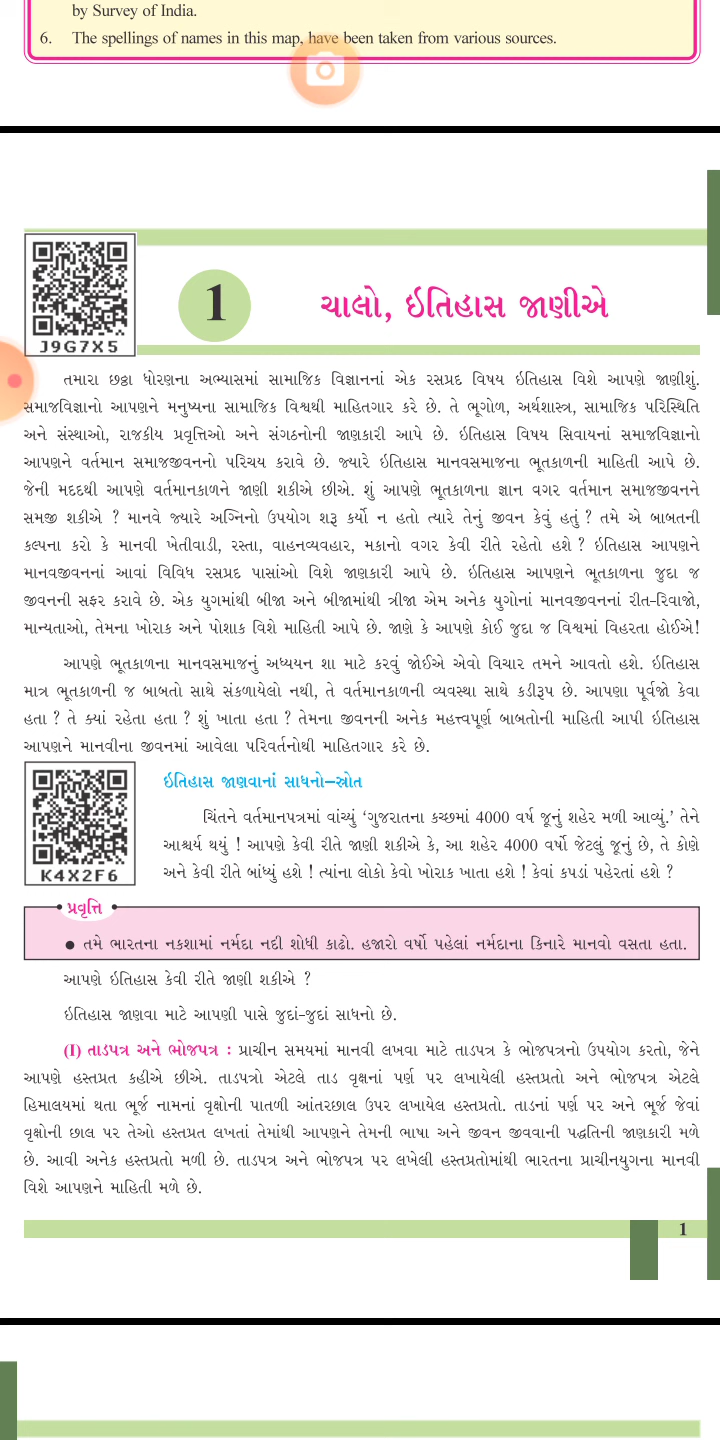 by Survey of India.
6. The spellings of names in this map, have been taken from various sources.
J9G7X5
1
ચાલો, ઇતિહાસ જાણીએ
તમારા છઠ્ઠા ધોરણના અભ્યાસમાં સામાજિક વિજ્ઞાનનાં એક રસપ્રદ વિષય ઇતિહાસ વિશે આપણે જાણીશું.
સમાજવિજ્ઞાનો આપણને મનુષ્યના સામાજિક વિશ્વથી માહિતગાર કરે છે. તે ભૂગોળ, અર્થશાસ્ત્ર, સામાજિક પરિસ્થિતિ
અને સંસ્થાઓ, રાજકીય પ્રવૃત્તિઓ અને સંગઠનોની જાણકારી આપે છે. ઇતિહાસ વિષય સિવાયનાં સમાજવિજ્ઞાનો
આપણને વર્તમાન સમાજજીવનનો પરિચય કરાવે છે. જ્યારે ઇતિહાસ માનવસમાજના ભૂતકાળની માહિતી આપે છે.
જેની મદદથી આપણે વર્તમાનકાળને જાણી શકીએ છીએ. શું આપણે ભૂતકાળના જ્ઞાન વગર વર્તમાન સમાજજીવનને
સમજી શકીએ ? માનવે જ્યારે અગ્નિનો ઉપયોગ શરૂ કર્યો ન હતો ત્યારે તેનું જીવન કેવું હતું ? તમે એ બાબતની
કલ્પના કરો કે માનવી ખેતીવાડી, રસ્તા, વાહનવ્યવહાર, મકાનો વગર કેવી રીતે રહેતો હશે ? ઇતિહાસ આપણને
માનવજીવનનાં આવાં વિવિધ રસપ્રદ પાસાંઓ વિશે જાણકારી આપે છે. ઇતિહાસ આપણને ભૂતકાળના જુદા જ
જીવનની સફર કરાવે છે. એક યુગમાંથી બીજા અને બીજામાંથી ત્રીજા એમ અનેક યુગોનાં માનવજીવનનાં રીત-રિવાજો,
માન્યતાઓ, તેમના ખોરાક અને પોશાક વિશે માહિતી આપે છે. જાણે કે આપણે કોઈ જુદા જ વિશ્વમાં વિહરતા હોઈએ!
આપણે ભૂતકાળના માનવસમાજનું અધ્યયન શા માટે કરવું જોઈએ એવો વિચાર તમને આવતો હશે. ઇતિહાસ
માત્ર ભૂતકાળની જ બાબતો સાથે સંકળાયેલો નથી, તે વર્તમાનકાળની વ્યવસ્થા સાથે કડીરૂપ છે. આપણા પૂર્વજો કેવા
હતા ? તે ક્યાં રહેતા હતા ? શું ખાતા હતા ? તેમના જીવનની અનેક મહત્ત્વપૂર્ણ બાબતોની માહિતી આપી ઇતિહાસ
આપણને માનવીના જીવનમાં આવેલા પરિવર્તનોથી માહિતગાર કરે છે.
K4X2F6
ઇતિહાસ જાણવાનાં સાધનો–સ્રોત
ચિંતને વર્તમાનપત્રમાં વાંચ્યું ‘ગુજરાતના કચ્છમાં 4000 વર્ષ જૂનું શહેર મળી આવ્યું.’ તેને
આશ્ચર્ય થયું ! આપણે કેવી રીતે જાણી શકીએ કે, આ શહેર 4000 વર્ષો જેટલું જૂનું છે, તે કોણે
અને કેવી રીતે બાંધ્યું હશે ! ત્યાંના લોકો કેવો ખોરાક ખાતા હશે ! કેવાં કપડાં પહેરતાં હશે ?
પ્રવૃત્તિ
● તમે ભારતના નકશામાં નર્મદા નદી શોધી કાઢો. હજારો વર્ષો પહેલાં નર્મદાના કિનારે માનવો વસતા હતા.
આપણે ઇતિહાસ કેવી રીતે જાણી શકીએ ?
ઇતિહાસ જાણવા માટે આપણી પાસે જુદાં-જુદાં સાધનો છે.
(I) તાડપત્ર અને ભોજપત્ર : પ્રાચીન સમયમાં માનવી લખવા માટે તાડપત્ર કે ભોજપત્રનો ઉપયોગ કરતો, જેને
આપણે હસ્તપ્રત કહીએ છીએ. તાડપત્રો એટલે તાડ વૃક્ષનાં પર્ણ પર લખાયેલી હસ્તપ્રતો અને ભોજપત્ર એટલે
હિમાલયમાં થતા ભૂર્જ નામનાં વૃક્ષોની પાતળી આંતરછાલ ઉપર લખાયેલ હસ્તપ્રતો. તાડનાં પર્ણ પર અને ભૂર્જ જેવાં
વૃક્ષોની છાલ પર તેઓ હસ્તપ્રત લખતાં તેમાંથી આપણને તેમની ભાષા અને જીવન જીવવાની પદ્ધતિની જાણકારી મળે
છે. આવી અનેક હસ્તપ્રતો મળી છે. તાડપત્ર અને ભોજપત્ર પર લખેલી હસ્તપ્રતોમાંથી ભારતના પ્રાચીનયુગના માનવી
વિશે આપણને માહિતી મળે છે.
1